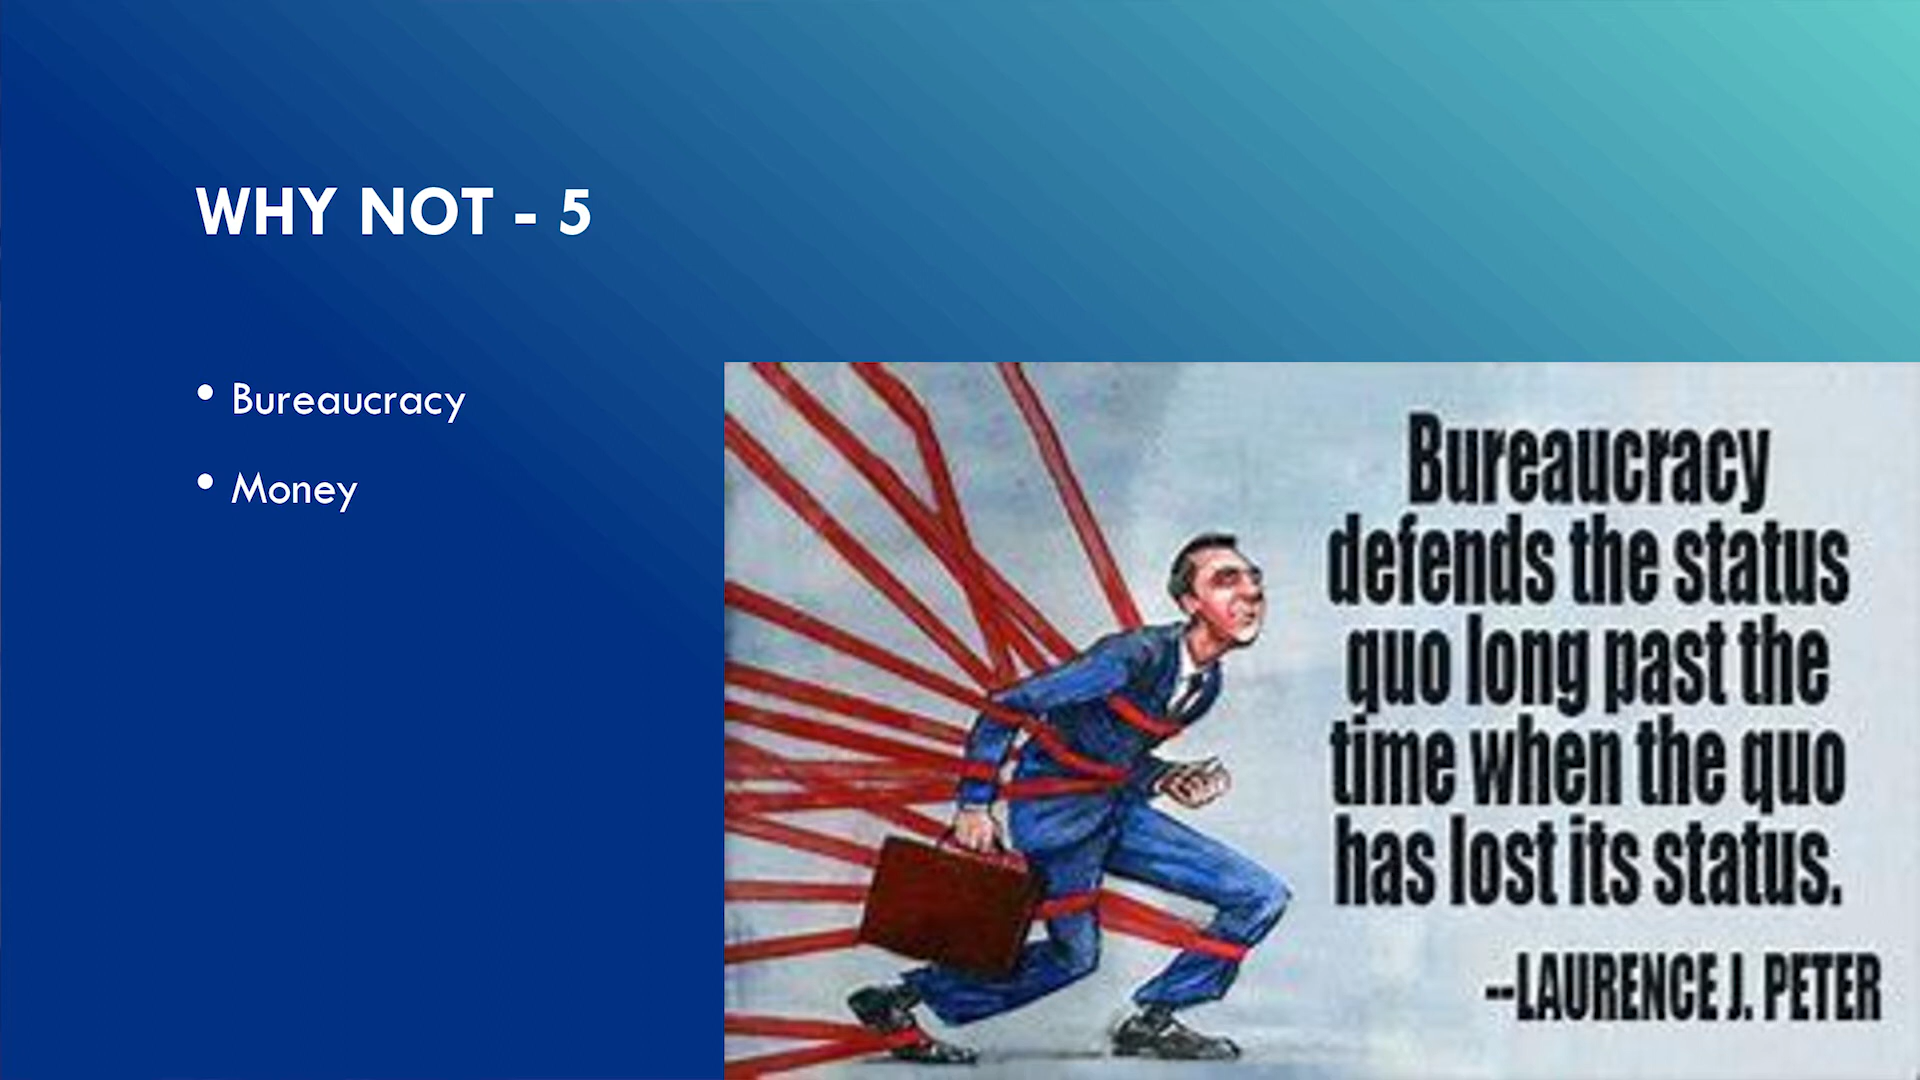 WHY NOT - 5
• Bureaucracy
• Money
Bureaucracy
defends the status
quo long past the
time when the quo
has lost its status.
--LAURENCE J. PETER